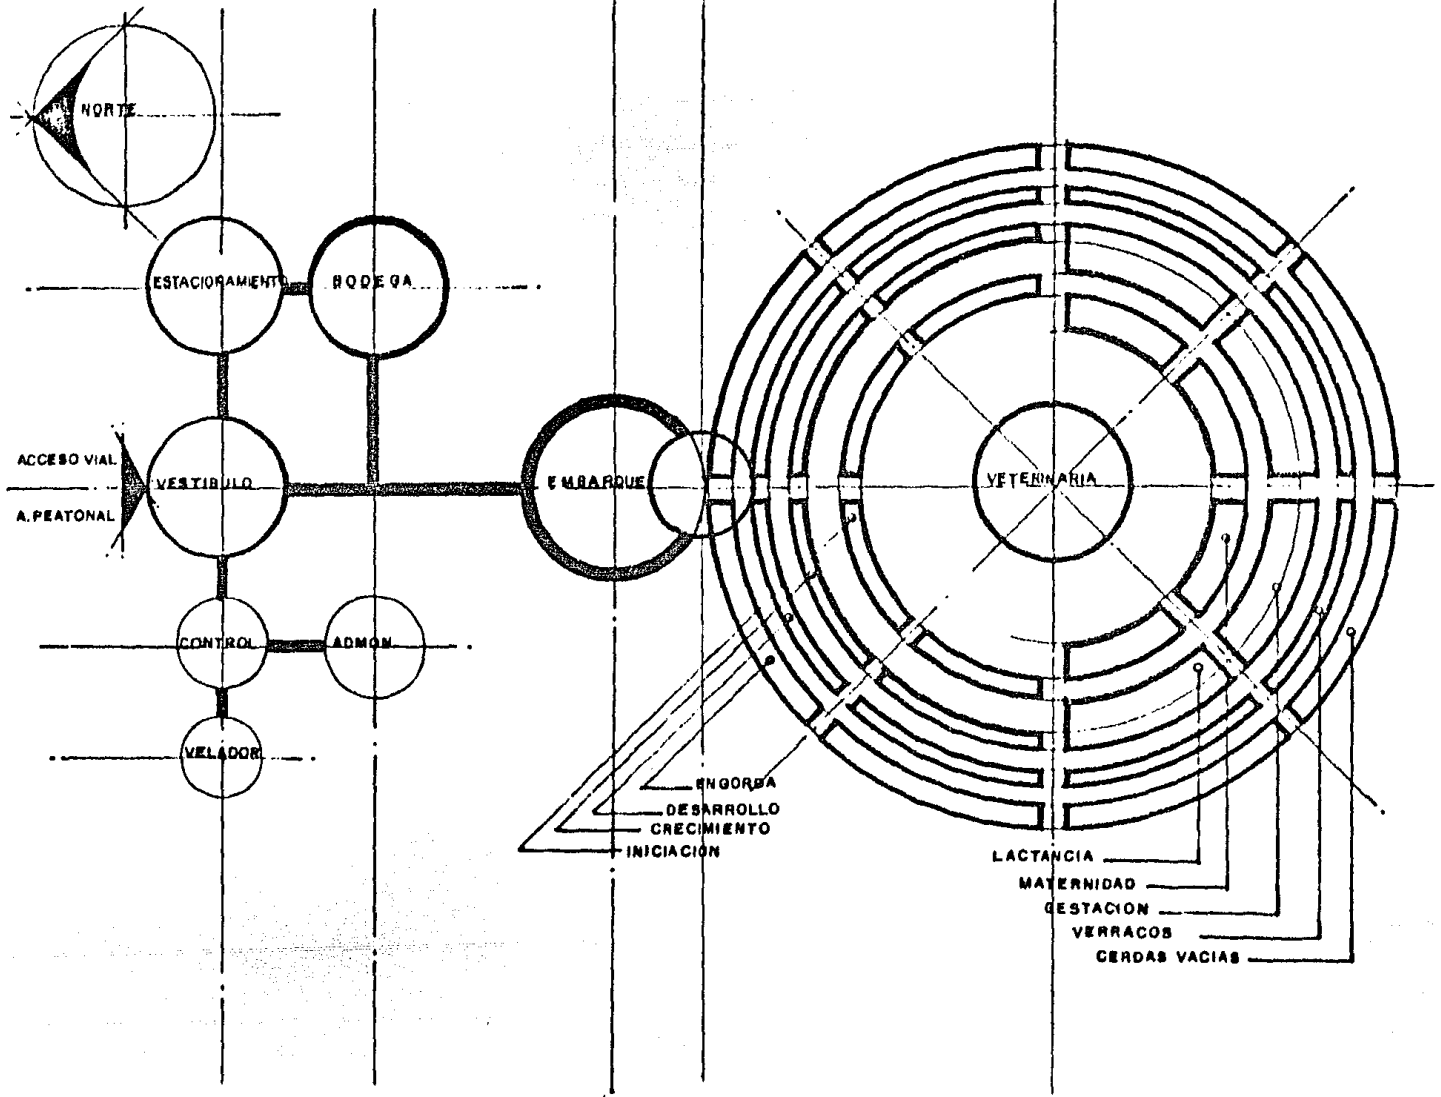 NORTE
ESTACIONAMIENTO
BODEGA
ACCESO VIAL
A. PEATONAL
VESTIBULO
EMBARQUE
VETERINARIA
CONTROL
ADMON.
VELADOR
ENGORDA
DESARROLLO
CRECIMIENTO
INICIACION
LACTANCIA
MATERNIDAD
GESTACION
VERRACOS
CERDAS VACIAS